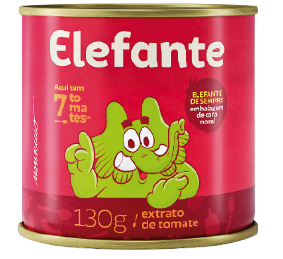 Elefante
Aqui tem
7 to
ma
tes
ELEFANTE
DE SEMPRE
embalagem
de cara
nova!
130g
extrato
de tomate